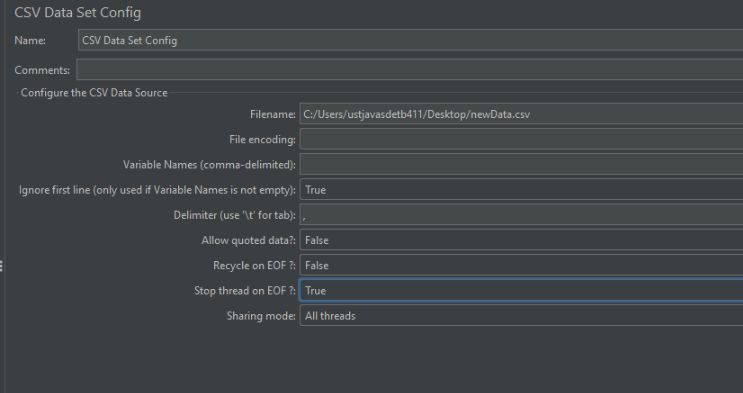 CSV Data Set Config
Name: CSV Data Set Config
Comments:
Configure the CSV Data Source
Filename: C:/Users/ustjavasdetb411/Desktop/newData.csv
File encoding:
Variable Names (comma-delimited):
Ignore first line (only used if Variable Names is not empty): True
Delimiter (use '\t' for tab): ,
Allow quoted data?: False
Recycle on EOF ?: False
Stop thread on EOF ?: True
Sharing mode: All threads